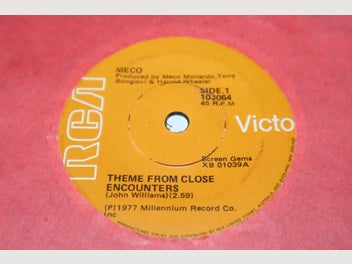 MECO
Produced by Meco Monardo, Tony
Bongiovi & Harold Wheeler
SIDE.1
103064
45 R.P.M
RCA
Victo
Screen Gems
XB 01039A
THEME FROM CLOSE
ENCOUNTERS
(John Williams)(2.59)
(P)1977 Millennium Record Co.
Inc